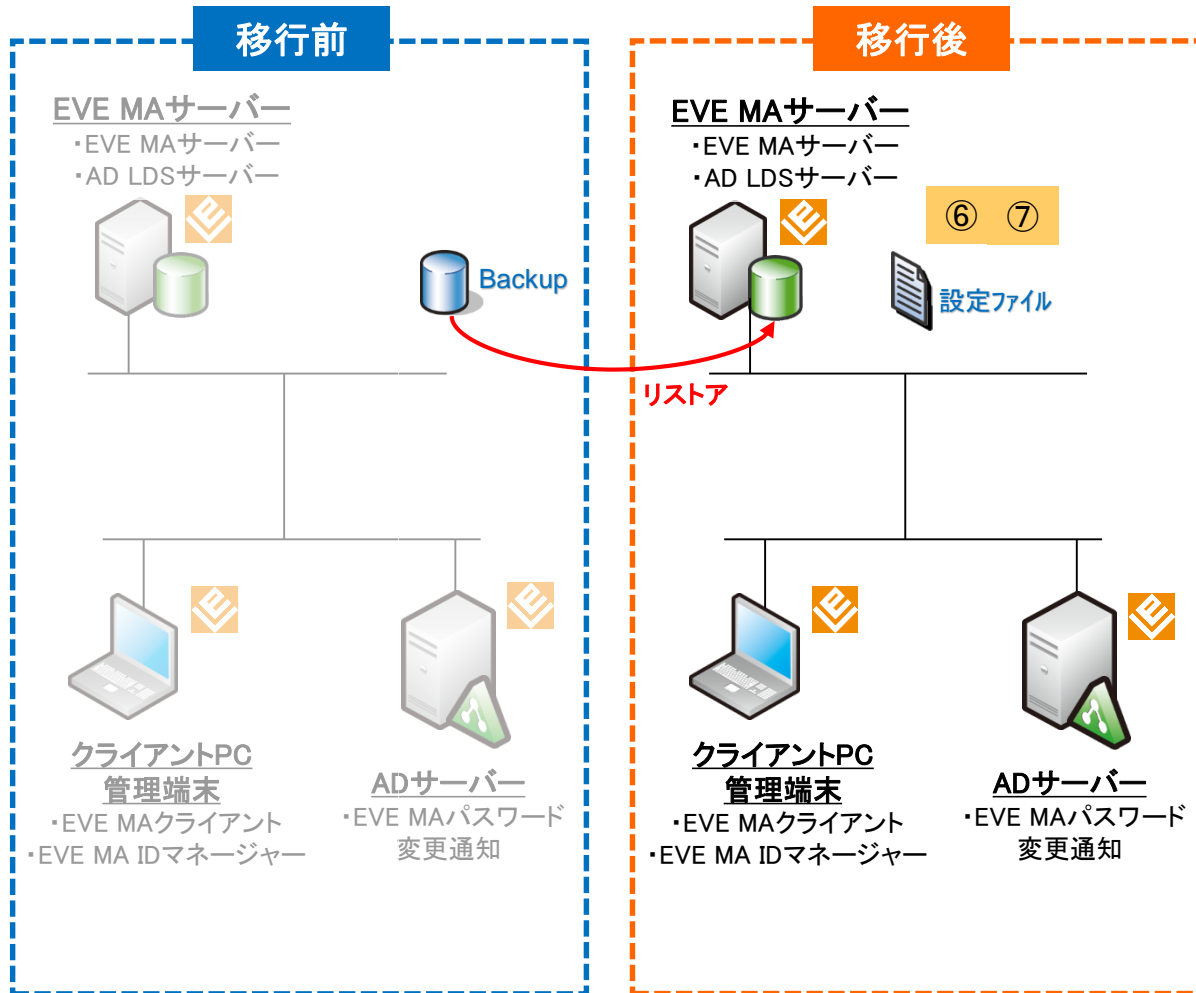 移行前
EVE MAサーバー
・EVE MAサーバー
・AD LDSサーバー
Backup
クライアントPC
管理端末
・EVE MAクライアント
・EVE MA IDマネージャー
ADサーバー
・EVE MAパスワード
変更通知
移行後
EVE MAサーバー
・EVE MAサーバー
・AD LDSサーバー
⑥ ⑦
設定ファイル
リストア
クライアントPC
管理端末
・EVE MAクライアント
・EVE MA IDマネージャー
ADサーバー
・EVE MAパスワード
変更通知